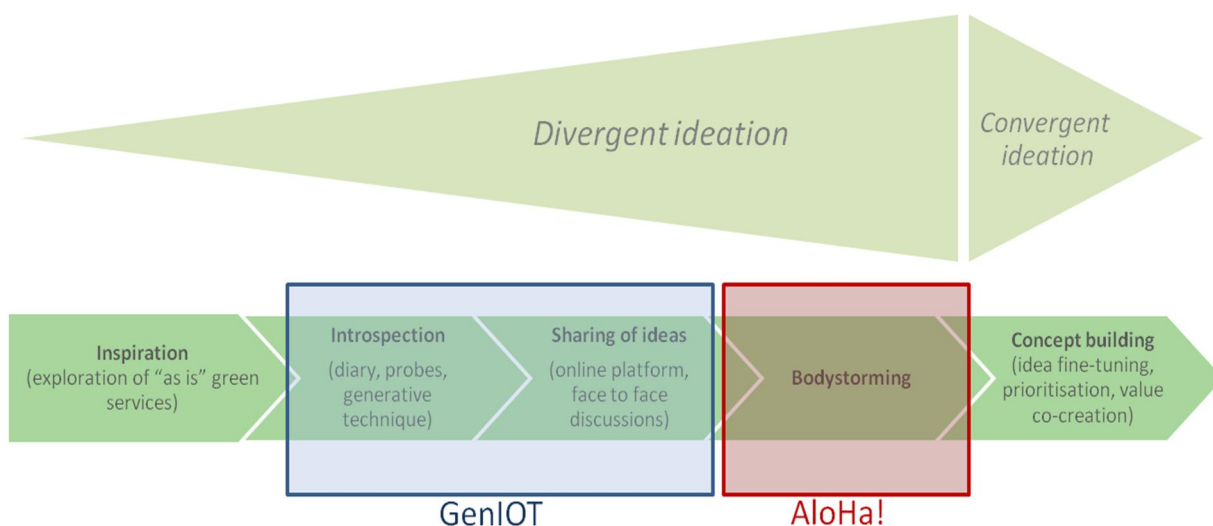 Divergent ideation
Convergent
ideation
Inspiration
(exploration of “as is” green
services)
Introspection
(diary, probes,
generative
technique)
Sharing of ideas
(online platform,
face to face
discussions)
Bodystorming
Concept building
(idea fine-tuning,
prioritisation, value
co-creation)
GenIOT
AloHa!